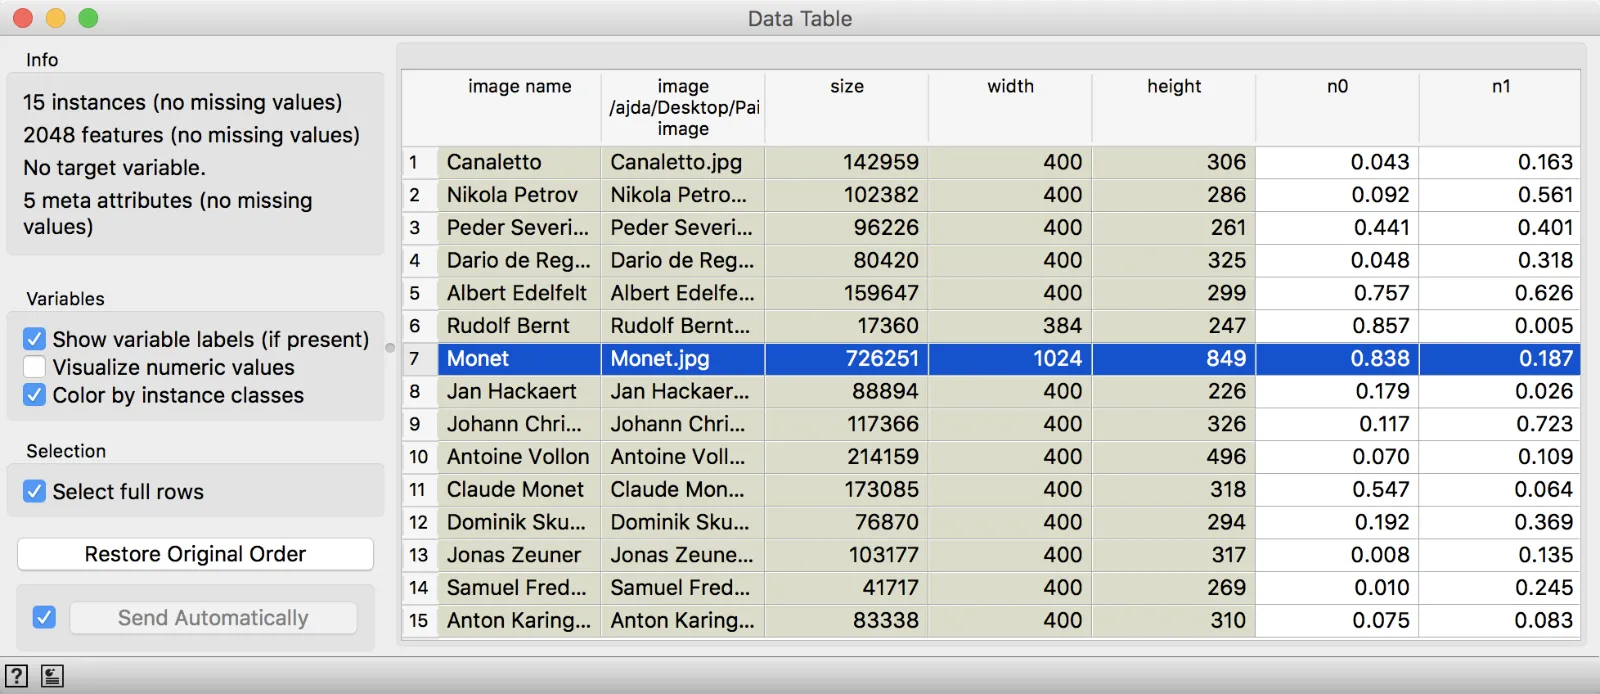 Data Table
Info
15 instances (no missing values)
2048 features (no missing values)
No target variable.
5 meta attributes (no missing
values)
Variables
Show variable labels (if present)
Visualize numeric values
Color by instance classes
Selection
Select full rows
Restore Original Order
Send Automatically
?
image name image size width height n0 n1
/ajda/Desktop/Pai
image
1 Canaletto Canaletto.jpg 142959 400 306 0.043 0.163
2 Nikola Petrov Nikola Petro... 102382 400 286 0.092 0.561
3 Peder Severi... Peder Severi... 96226 400 261 0.441 0.401
4 Dario de Reg... Dario de Reg... 80420 400 325 0.048 0.318
5 Albert Edelfelt Albert Edelfe... 159647 400 299 0.757 0.626
6 Rudolf Bernt Rudolf Bernt... 17360 384 247 0.857 0.005
7 Monet Monet.jpg 726251 1024 849 0.838 0.187
8 Jan Hackaert Jan Hackaer... 88894 400 226 0.179 0.026
9 Johann Chri... Johann Chri... 117366 400 326 0.117 0.723
10 Antoine Vollon Antoine Voll... 214159 400 496 0.070 0.109
11 Claude Monet Claude Mon... 173085 400 318 0.547 0.064
12 Dominik Sku... Dominik Sku... 76870 400 294 0.192 0.369
13 Jonas Zeuner Jonas Zeune... 103177 400 317 0.008 0.135
14 Samuel Fred... Samuel Fred... 41717 400 269 0.010 0.245
15 Anton Karing... Anton Karing... 83338 400 310 0.075 0.083